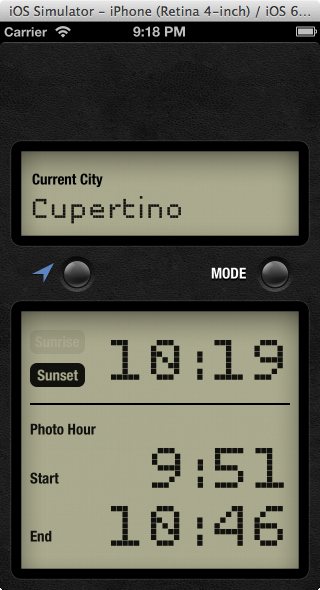 iOS Simulator - iPhone (Retina 4-inch) / iOS 6...
Carrier 9:18 PM
Current City
Cupertino
MODE
Sunrise
Sunset 10:19
Photo Hour
Start 9:51
End 10:46